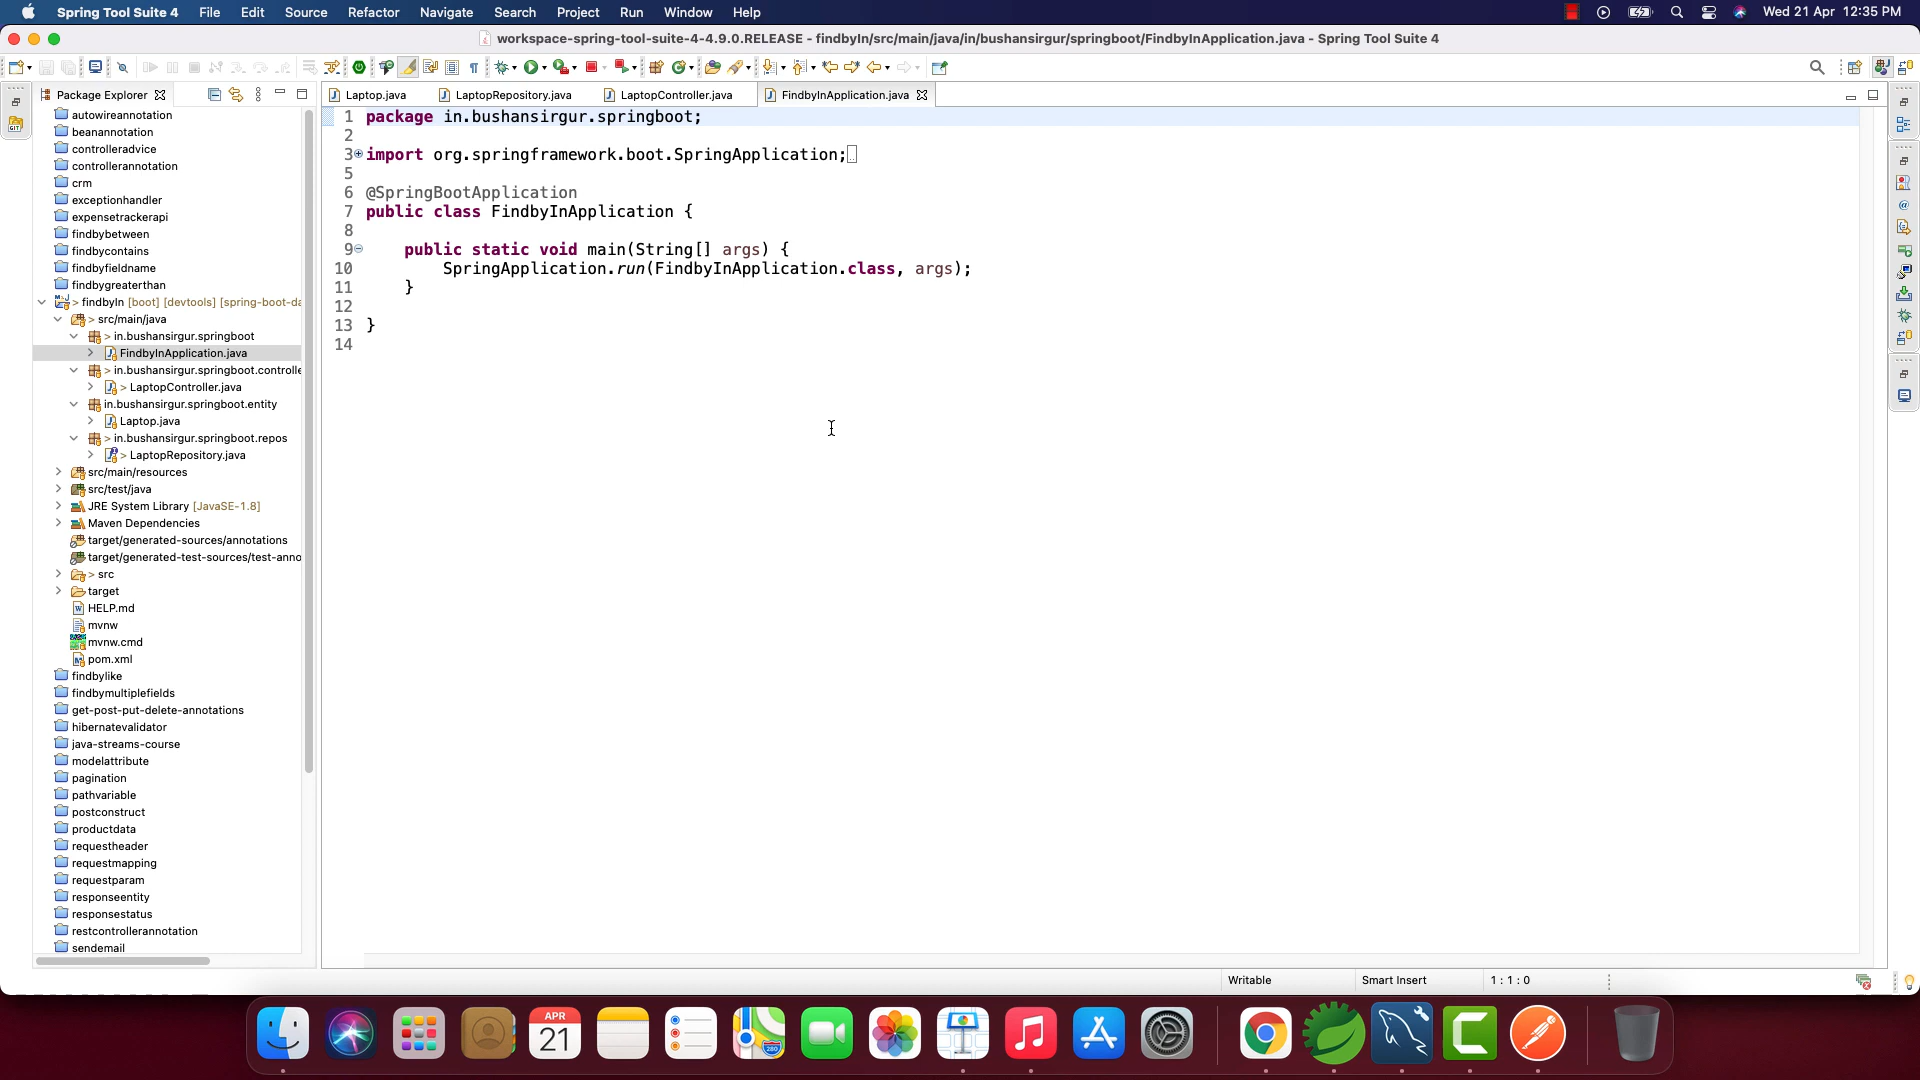 Spring Tool Suite 4 File Edit Source Refactor Navigate Search Project Run Window Help Wed 21 Apr 12:35 PM
workspace-spring-tool-suite-4-4.9.0.RELEASE - findbyIn/src/main/java/in/bushansirgur/springboot/FindbyInApplication.java - Spring Tool Suite 4
Package Explorer
Laptop.java LaptopRepository.java LaptopController.java FindbyInApplication.java
autowireannotation
beanannotation
controlleradvice
controllerannotation
crm
exceptionhandler
expensetrackerapi
findbybetween
findbycontains
findbyfieldname
findbygreaterthan
> findbyIn [boot] [devtools] [spring-boot-da
> src/main/java
> in.bushansirgur.springboot
FindbyInApplication.java
> in.bushansirgur.springboot.controlle
> LaptopController.java
in.bushansirgur.springboot.entity
Laptop.java
> in.bushansirgur.springboot.repos
> LaptopRepository.java
src/main/resources
src/test/java
JRE System Library [JavaSE-1.8]
Maven Dependencies
target/generated-sources/annotations
target/generated-test-sources/test-anno
> src
target
HELP.md
mvnw
mvnw.cmd
pom.xml
findbylike
findbymultiplefields
get-post-put-delete-annotations
hibernatevalidator
java-streams-course
modelattribute
pagination
pathvariable
postconstruct
productdata
requestheader
requestmapping
requestparam
responseentity
responsestatus
restcontrollerannotation
sendemail
1 package in.bushansirgur.springboot;
2
3 import org.springframework.boot.SpringApplication;
5
6 @SpringBootApplication
7 public class FindbyInApplication {
8
9 public static void main(String[] args) {
10 SpringApplication.run(FindbyInApplication.class, args);
11 }
12
13 }
14
Writable Smart Insert 1 : 1 : 0
APR
21
280